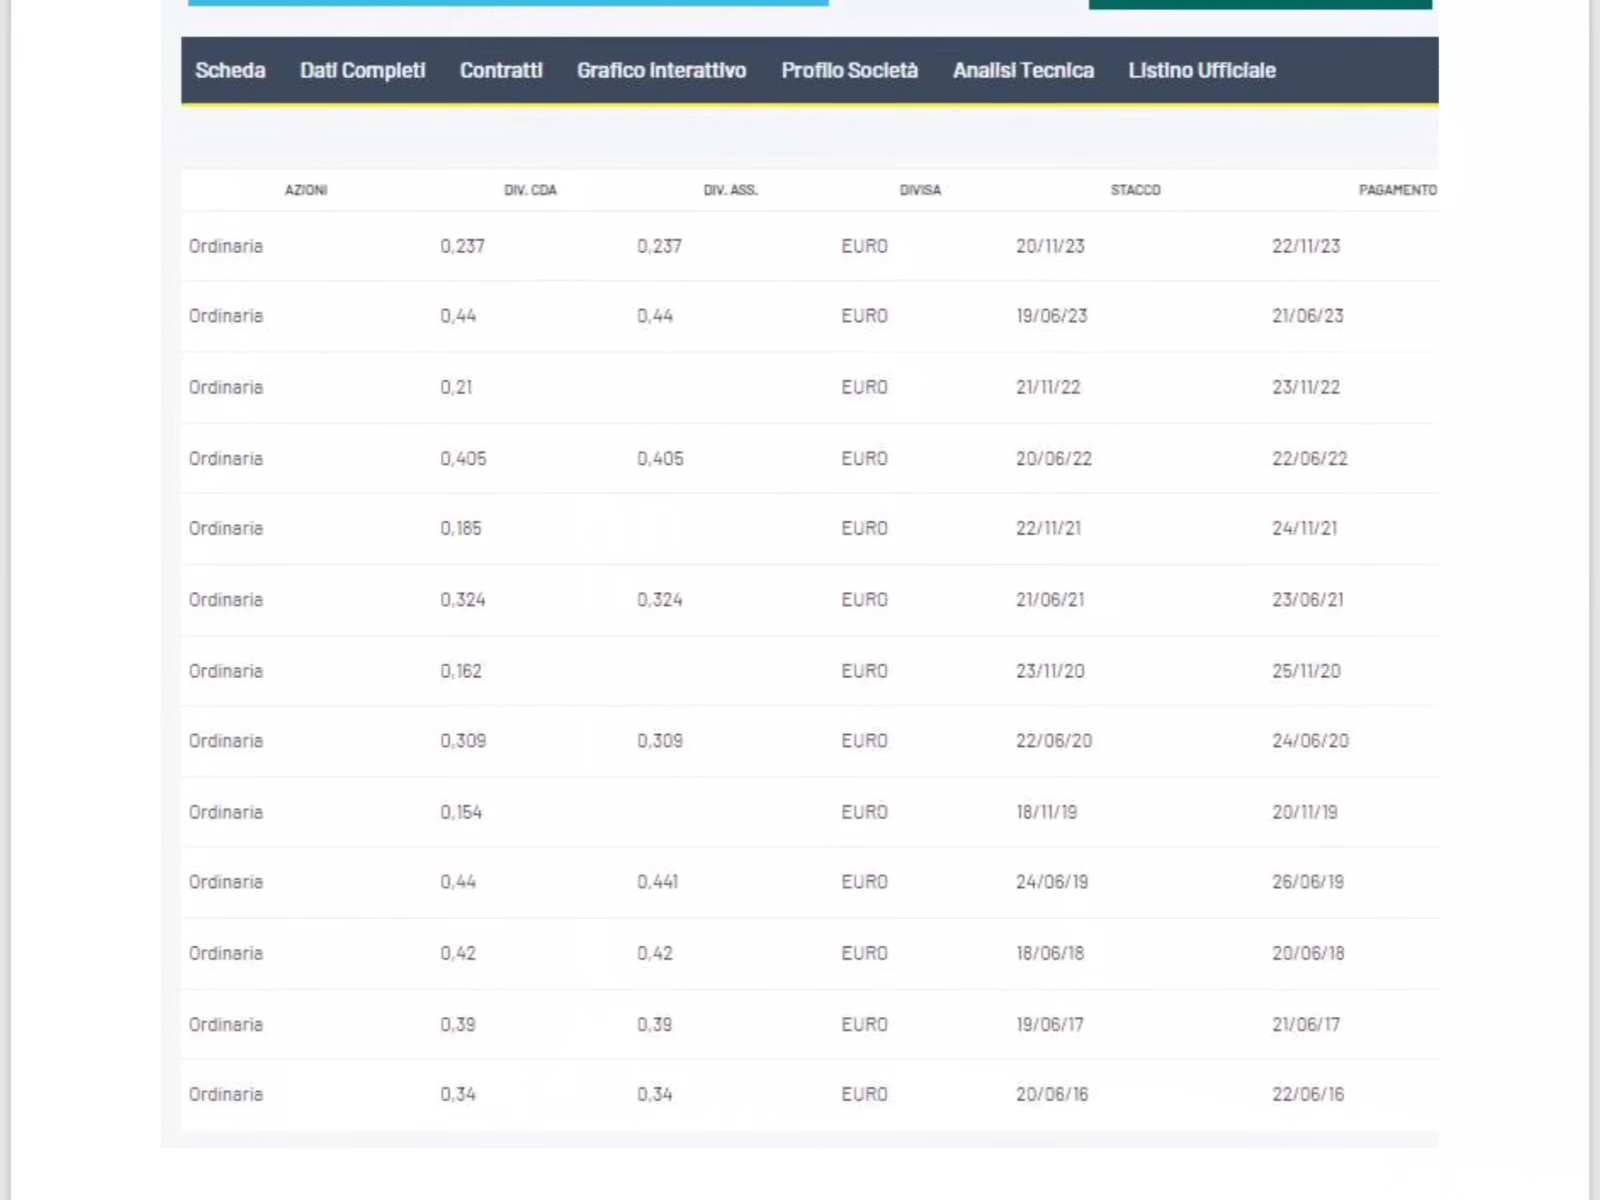 Scheda Dati Completi Contratti Grafico Interattivo Profilo Società Analisi Tecnica Listino Ufficiale
AZIONI DIV. CDA DIV. ASS. DIVISA STACCO PAGAMENTO
Ordinaria 0,237 0,237 EURO 20/11/23 22/11/23
Ordinaria 0,44 0,44 EURO 19/06/23 21/06/23
Ordinaria 0,21 EURO 21/11/22 23/11/22
Ordinaria 0,405 0,405 EURO 20/06/22 22/06/22
Ordinaria 0,185 EURO 22/11/21 24/11/21
Ordinaria 0,324 0,324 EURO 21/06/21 23/06/21
Ordinaria 0,162 EURO 23/11/20 25/11/20
Ordinaria 0,309 0,309 EURO 22/06/20 24/06/20
Ordinaria 0,154 EURO 18/11/19 20/11/19
Ordinaria 0,44 0,441 EURO 24/06/19 26/06/19
Ordinaria 0,42 0,42 EURO 18/06/18 20/06/18
Ordinaria 0,39 0,39 EURO 19/06/17 21/06/17
Ordinaria 0,34 0,34 EURO 20/06/16 22/06/16